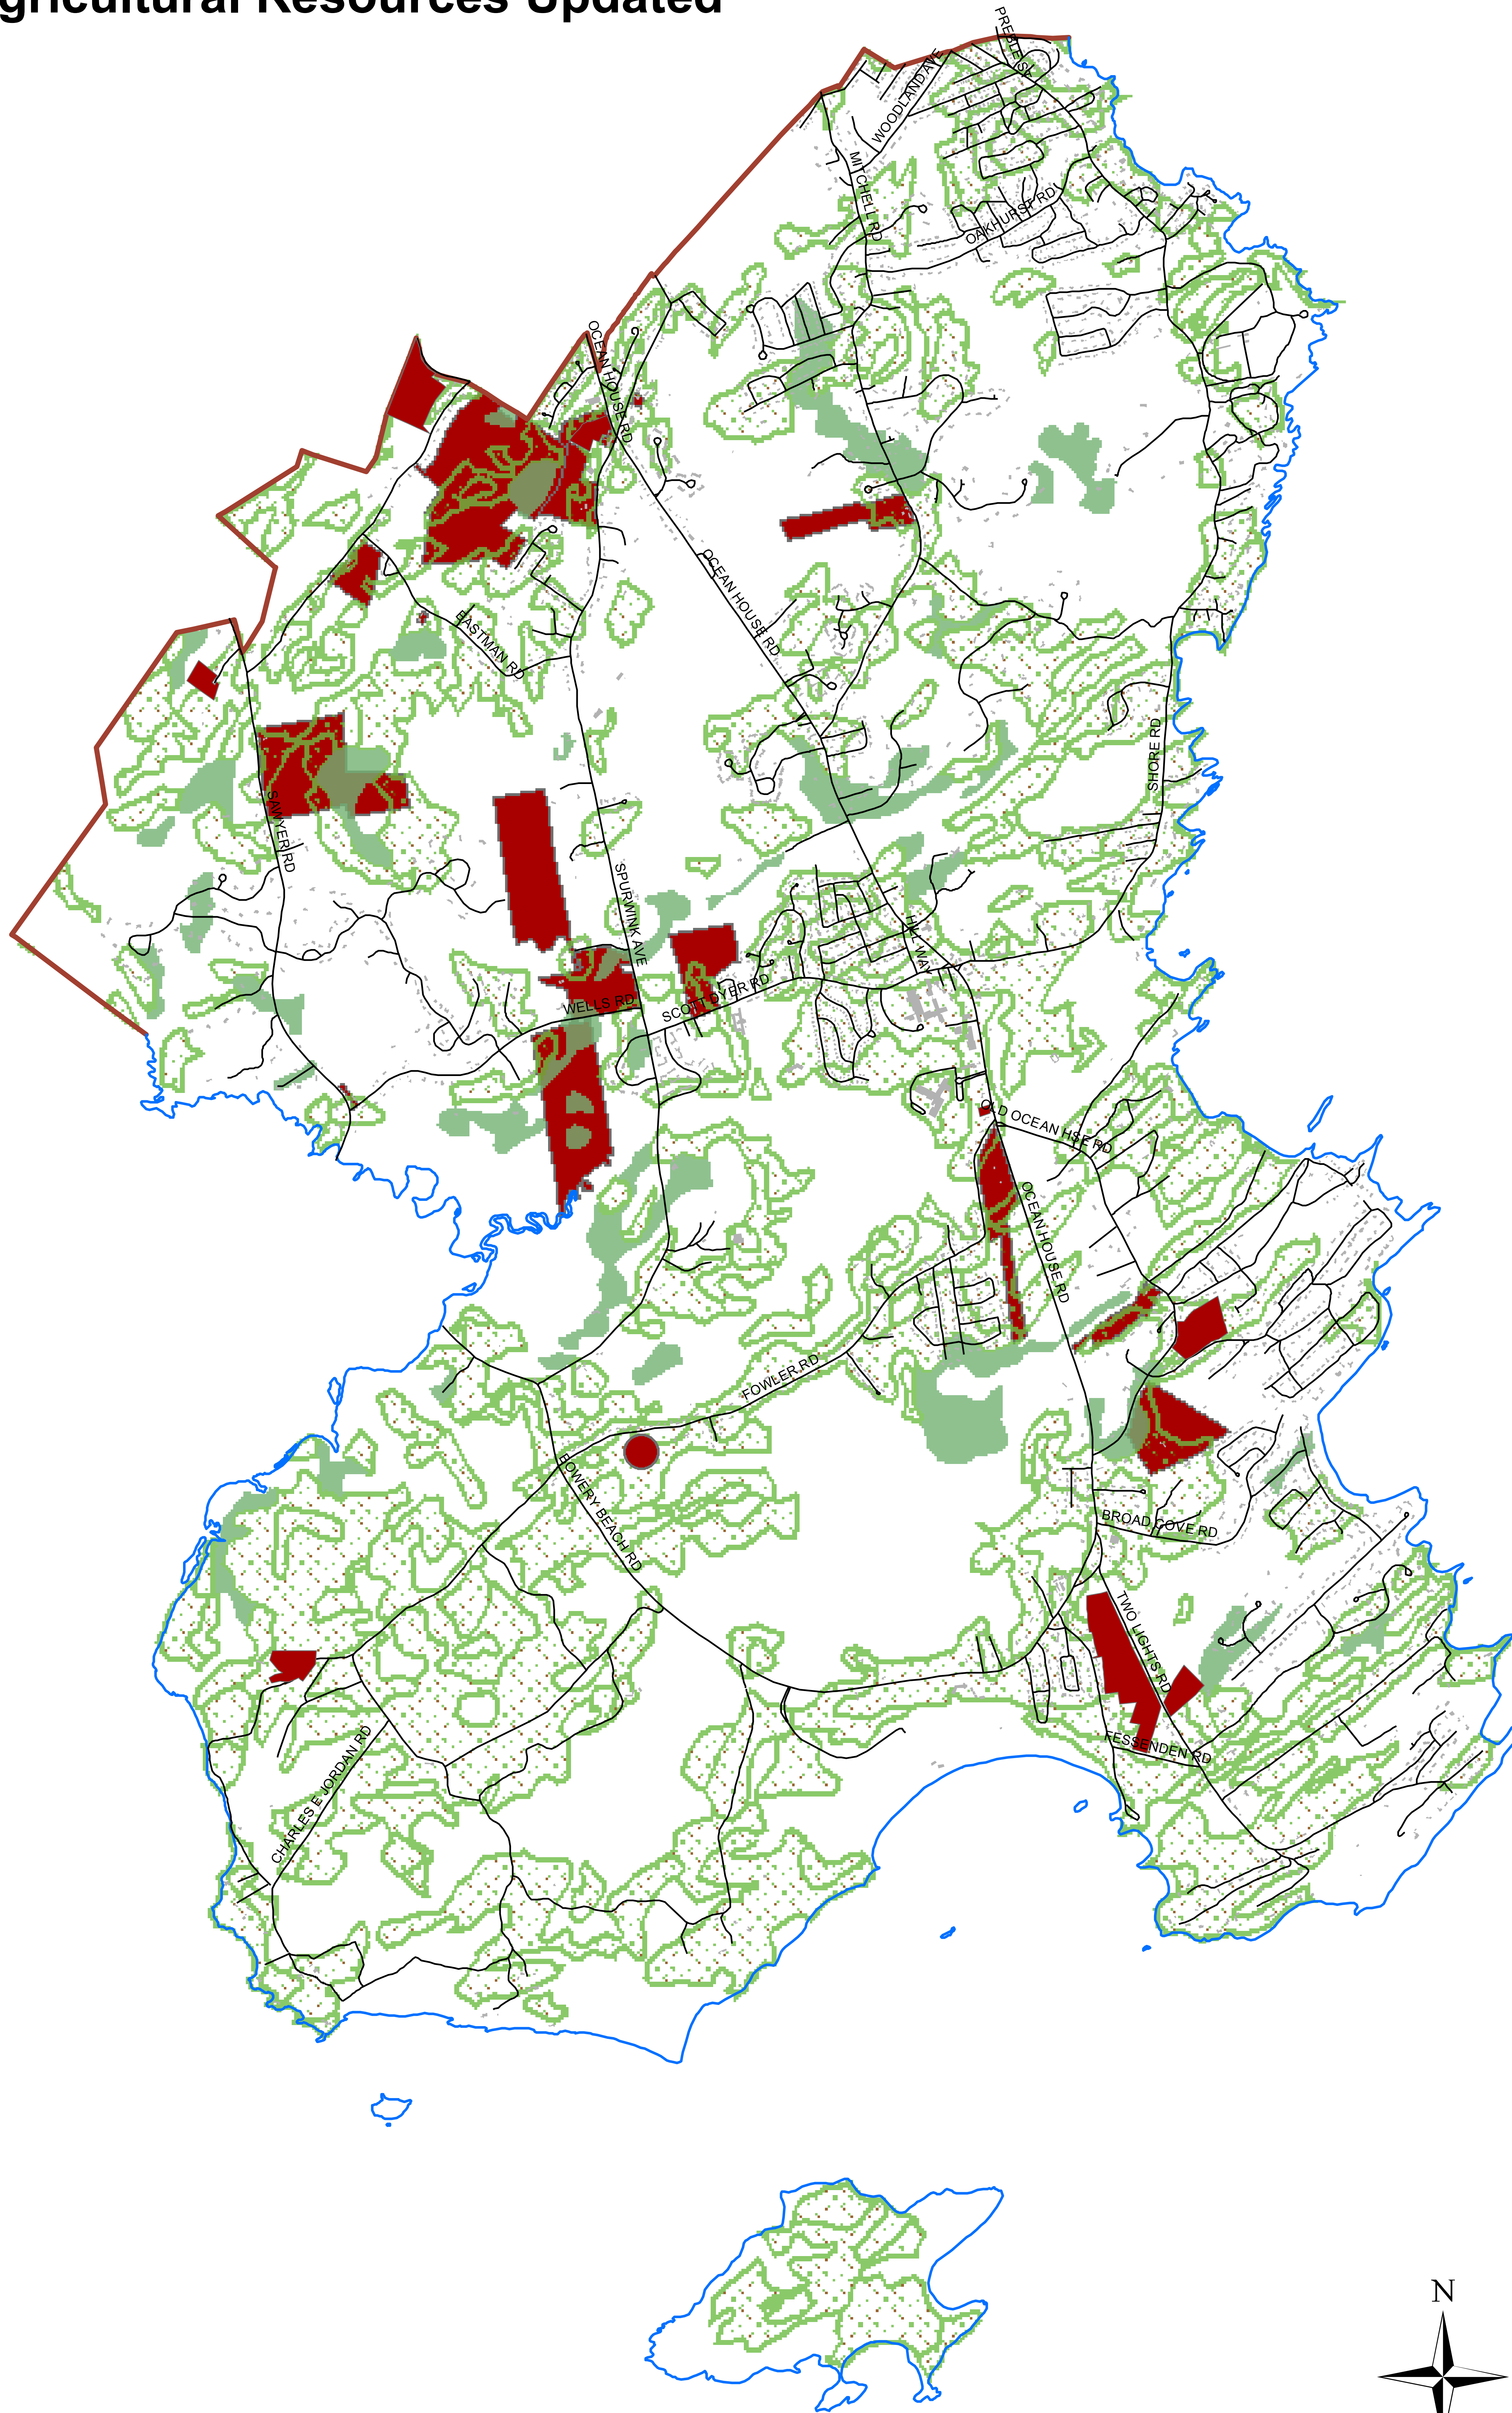 gricultural Resources Updated
PREBLE ST
WOODLAND AVE
MITCHELL RD
OAKHURST RD
OCEAN HOUSE RD
OCEAN HOUSE RD
EASTMAN RD
SHORE RD
SAWYER RD
SPURWINK AVE
HILL WAY
WELLS RD
SCOTT DYER RD
OLD OCEAN HSE RD
OCEAN HOUSE RD
FOWLER RD
BOWERY BEACH RD
BROAD COVE RD
TWO LIGHTS RD
FESSENDEN RD
CHARLES E JORDAN RD
N